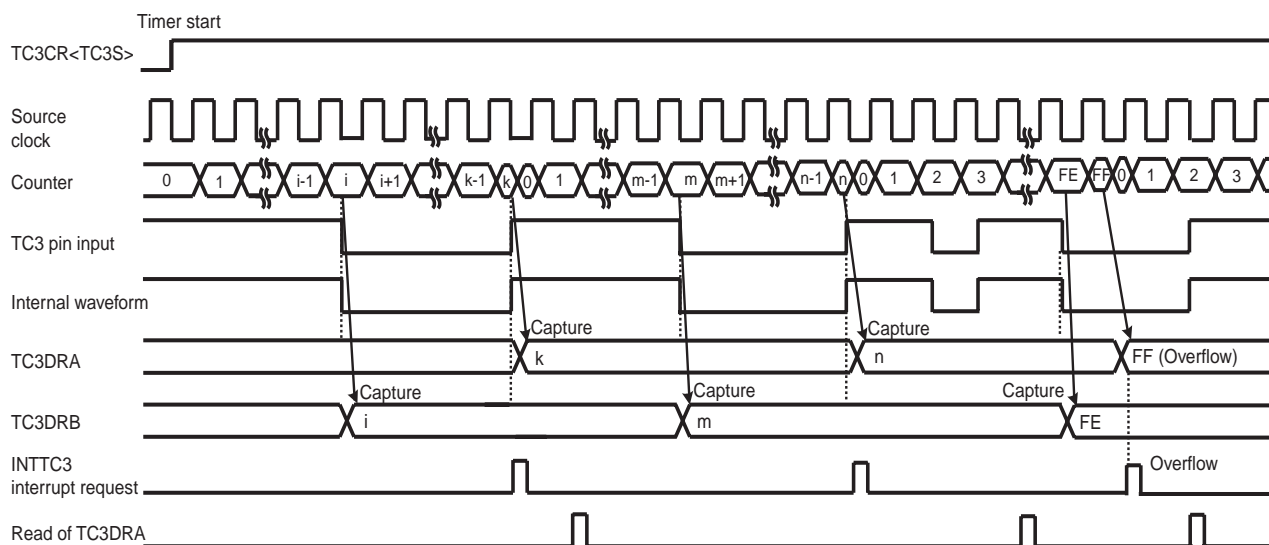 Timer start
TC3CR<TC3S>
Source
clock
Counter 0 1 i-1 i i+1 k-1 k 0 1 m-1 m m+1 n-1 n 0 1 2 3 FE FF 0 1 2 3
TC3 pin input
Internal waveform
Capture Capture
TC3DRA k n FF (Overflow)
Capture Capture Capture
TC3DRB i m FE
INTTC3 Overflow
interrupt request
Read of TC3DRA